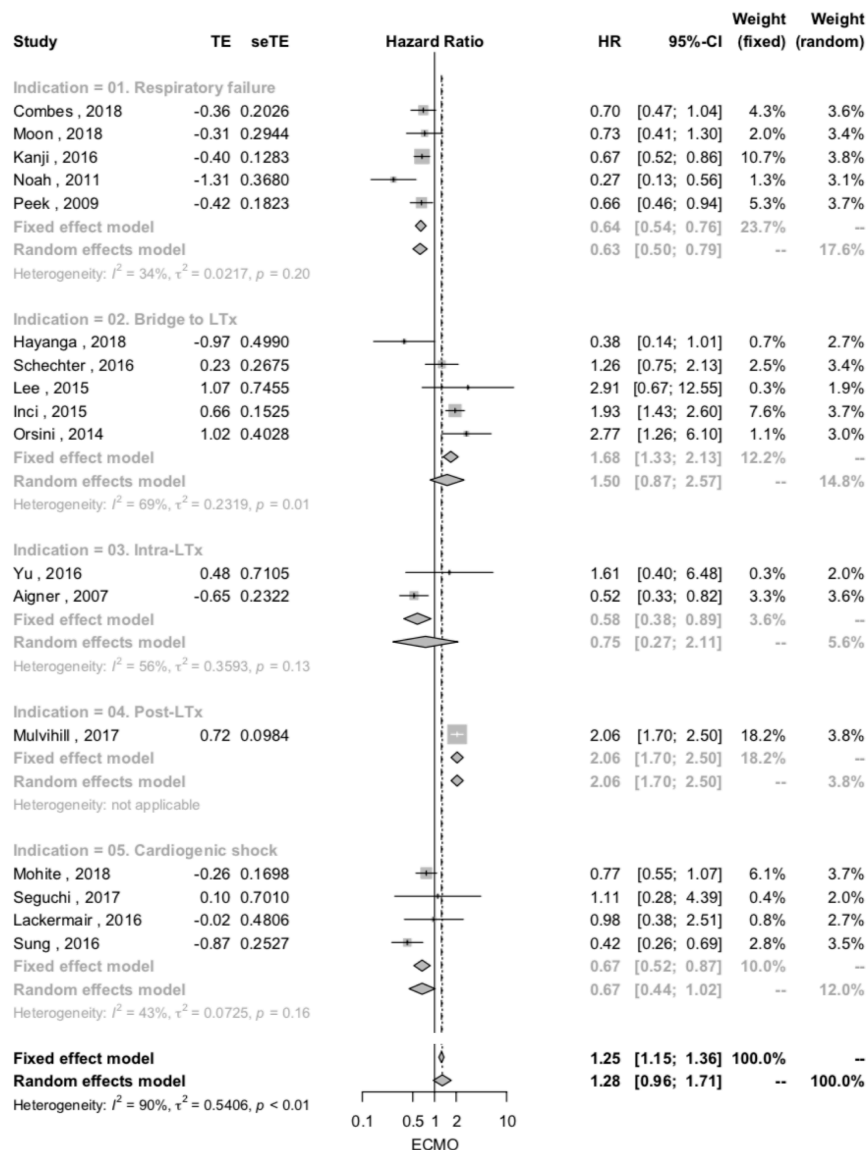 Weight Weight
Study TE seTE Hazard Ratio HR 95%-CI (fixed) (random)
Indication = 01. Respiratory failure
Combes , 2018 -0.36 0.2026 0.70 [0.47; 1.04] 4.3% 3.6%
Moon , 2018 -0.31 0.2944 0.73 [0.41; 1.30] 2.0% 3.4%
Kanji , 2016 -0.40 0.1283 0.67 [0.52; 0.86] 10.7% 3.8%
Noah , 2011 -1.31 0.3680 0.27 [0.13; 0.56] 1.3% 3.1%
Peek , 2009 -0.42 0.1823 0.66 [0.46; 0.94] 5.3% 3.7%
Fixed effect model 0.64 [0.54; 0.76] 23.7% --
Random effects model 0.63 [0.50; 0.79] -- 17.6%
Heterogeneity: I² = 34%, τ² = 0.0217, p = 0.20
Indication = 02. Bridge to LTx
Hayanga , 2018 -0.97 0.4990 0.38 [0.14; 1.01] 0.7% 2.7%
Schechter , 2016 0.23 0.2675 1.26 [0.75; 2.13] 2.5% 3.4%
Lee , 2015 1.07 0.7455 2.91 [0.67; 12.55] 0.3% 1.9%
Inci , 2015 0.66 0.1525 1.93 [1.43; 2.60] 7.6% 3.7%
Orsini , 2014 1.02 0.4028 2.77 [1.26; 6.10] 1.1% 3.0%
Fixed effect model 1.68 [1.33; 2.13] 12.2% --
Random effects model 1.50 [0.87; 2.57] -- 14.8%
Heterogeneity: I² = 69%, τ² = 0.2319, p = 0.01
Indication = 03. Intra-LTx
Yu , 2016 0.48 0.7105 1.61 [0.40; 6.48] 0.3% 2.0%
Aigner , 2007 -0.65 0.2322 0.52 [0.33; 0.82] 3.3% 3.6%
Fixed effect model 0.58 [0.38; 0.89] 3.6% --
Random effects model 0.75 [0.27; 2.11] -- 5.6%
Heterogeneity: I² = 56%, τ² = 0.3593, p = 0.13
Indication = 04. Post-LTx
Mulvihill , 2017 0.72 0.0984 2.06 [1.70; 2.50] 18.2% 3.8%
Fixed effect model 2.06 [1.70; 2.50] 18.2% --
Random effects model 2.06 [1.70; 2.50] -- 3.8%
Heterogeneity: not applicable
Indication = 05. Cardiogenic shock
Mohite , 2018 -0.26 0.1698 0.77 [0.55; 1.07] 6.1% 3.7%
Seguchi , 2017 0.10 0.7010 1.11 [0.28; 4.39] 0.4% 2.0%
Lackermair , 2016 -0.02 0.4806 0.98 [0.38; 2.51] 0.8% 2.7%
Sung , 2016 -0.87 0.2527 0.42 [0.26; 0.69] 2.8% 3.5%
Fixed effect model 0.67 [0.52; 0.87] 10.0% --
Random effects model 0.67 [0.44; 1.02] -- 12.0%
Heterogeneity: I² = 43%, τ² = 0.0725, p = 0.16
Fixed effect model 1.25 [1.15; 1.36] 100.0% --
Random effects model 1.28 [0.96; 1.71] -- 100.0%
Heterogeneity: I² = 90%, τ² = 0.5406, p < 0.01
0.1 0.5 1 2 10
ECMO